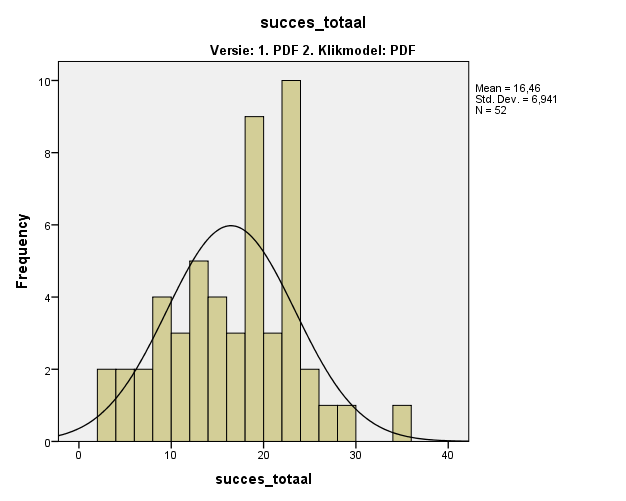 succes_totaal
Versie: 1. PDF 2. Klikmodel: PDF
Mean = 16,46
Std. Dev. = 6,941
N = 52
Frequency
10
8
6
4
2
0
0 10 20 30 40
succes_totaal